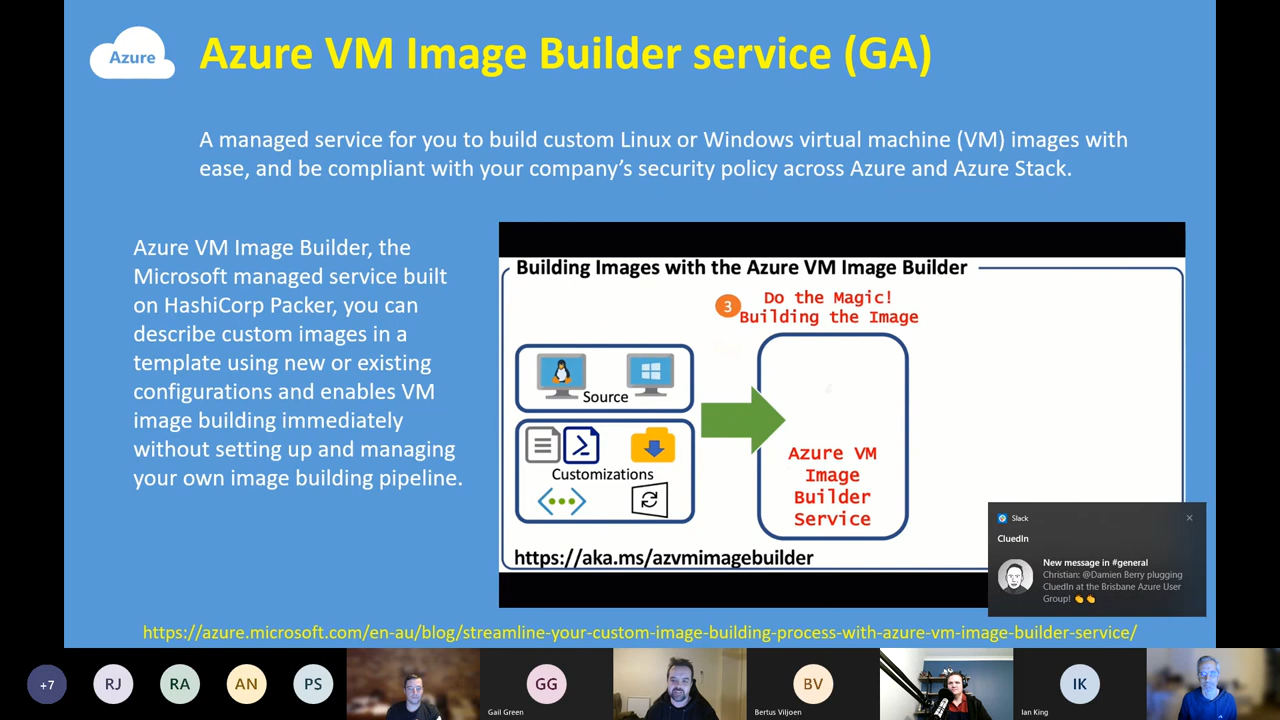 Azure
Azure VM Image Builder service (GA)
A managed service for you to build custom Linux or Windows virtual machine (VM) images with
ease, and be compliant with your company's security policy across Azure and Azure Stack.
Azure VM Image Builder, the
Microsoft managed service built
on HashiCorp Packer, you can
describe custom images in a
template using new or existing
configurations and enables VM
image building immediately
without setting up and managing
your own image building pipeline.
Building Images with the Azure VM Image Builder
3
Do the Magic!
Building the Image
Source
Customizations
Azure VM
Image
Builder
Service
https://aka.ms/azvmimagebuilder
Slack
CluedIn
New message in #general
Christian: @Damien Berry plugging
CluedIn at the Brisbane Azure User
Group! 👏 👏
https://azure.microsoft.com/en-au/blog/streamline-your-custom-image-building-process-with-azure-vm-image-builder-service/
+7
RJ
RA
AN
PS
GG
Gail Green
BV
Bertus Viljoen
IK
Ian King